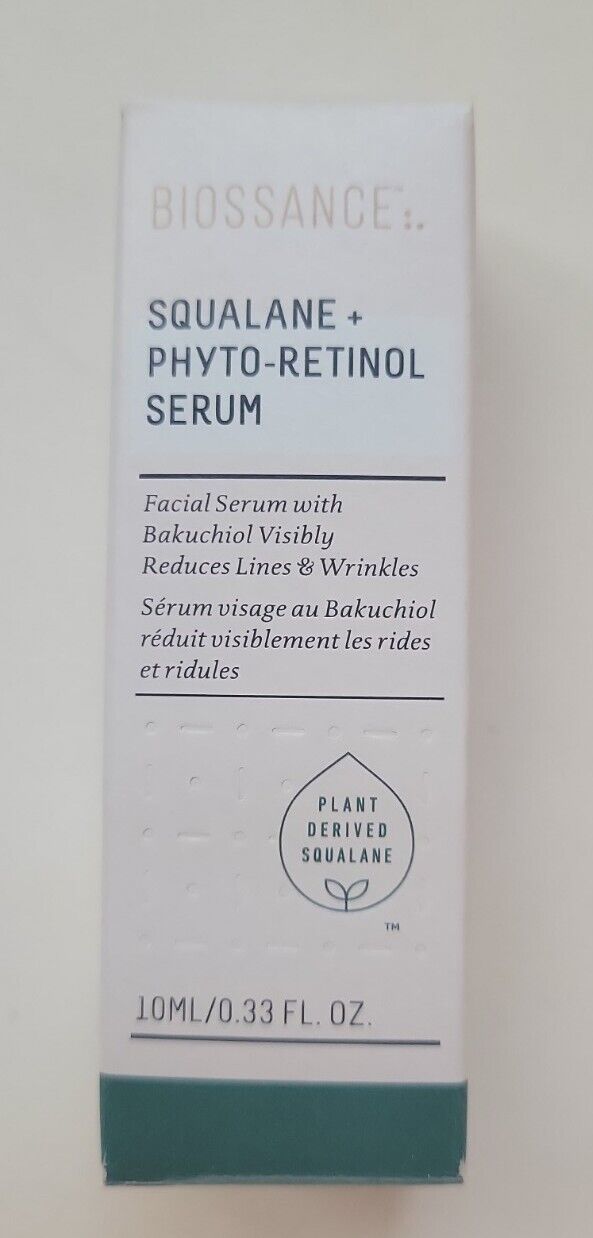 BIOSSANCE™
SQUALANE +
PHYTO-RETINOL
SERUM
Facial Serum with
Bakuchiol Visibly
Reduces Lines & Wrinkles
Sérum visage au Bakuchiol
réduit visiblement les rides
et ridules
PLANT
DERIVED
SQUALANE
TM
10ML/0.33 FL. OZ.